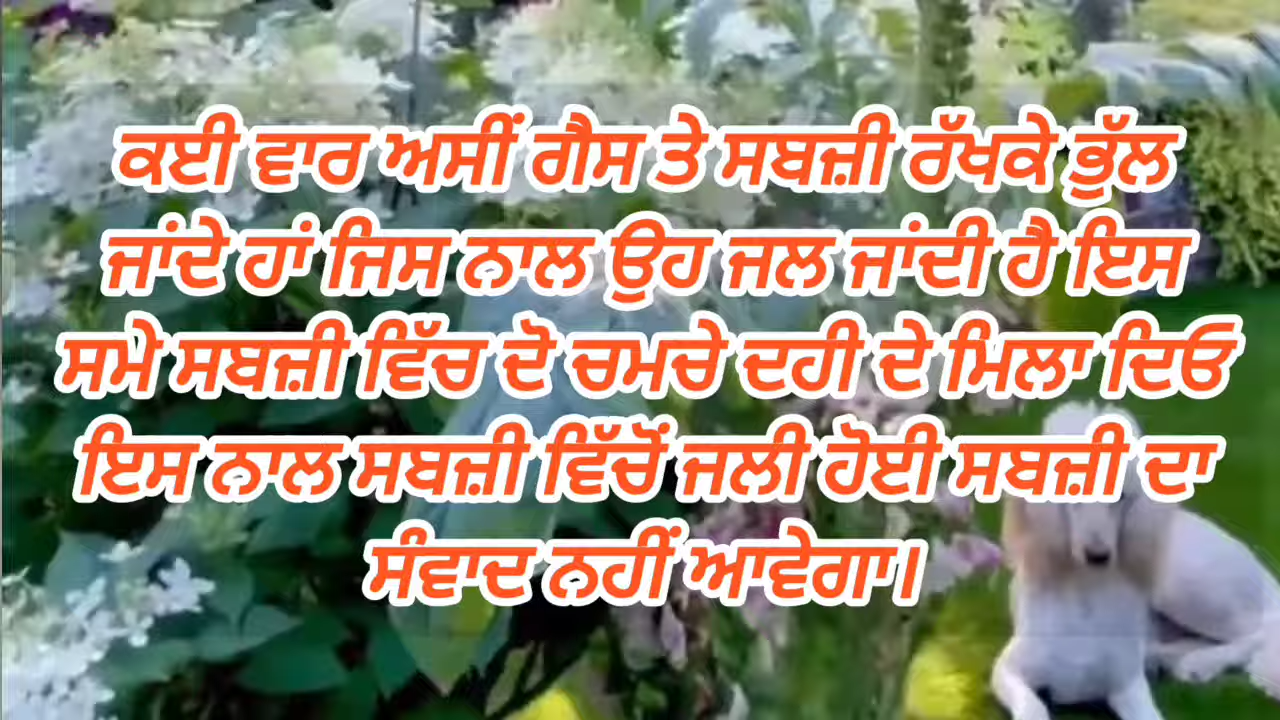 ਕਈ ਵਾਰ ਅਸੀਂ ਗੈਸ ਤੇ ਸਬਜ਼ੀ ਰੱਖਕੇ ਭੁੱਲ
ਜਾਂਦੇ ਹਾਂ ਜਿਸ ਨਾਲ ਉਹ ਜਲ ਜਾਂਦੀ ਹੈ ਇਸ
ਸਮੇ ਸਬਜ਼ੀ ਵਿੱਚ ਦੋ ਚਮਚੇ ਦਹੀ ਦੇ ਮਿਲਾ ਦਿਓ
ਇਸ ਨਾਲ ਸਬਜ਼ੀ ਵਿੱਚੋਂ ਜਲੀ ਹੋਈ ਸਬਜ਼ੀ ਦਾ
ਸੰਵਾਦ ਨਹੀਂ ਆਵੇਗਾ।